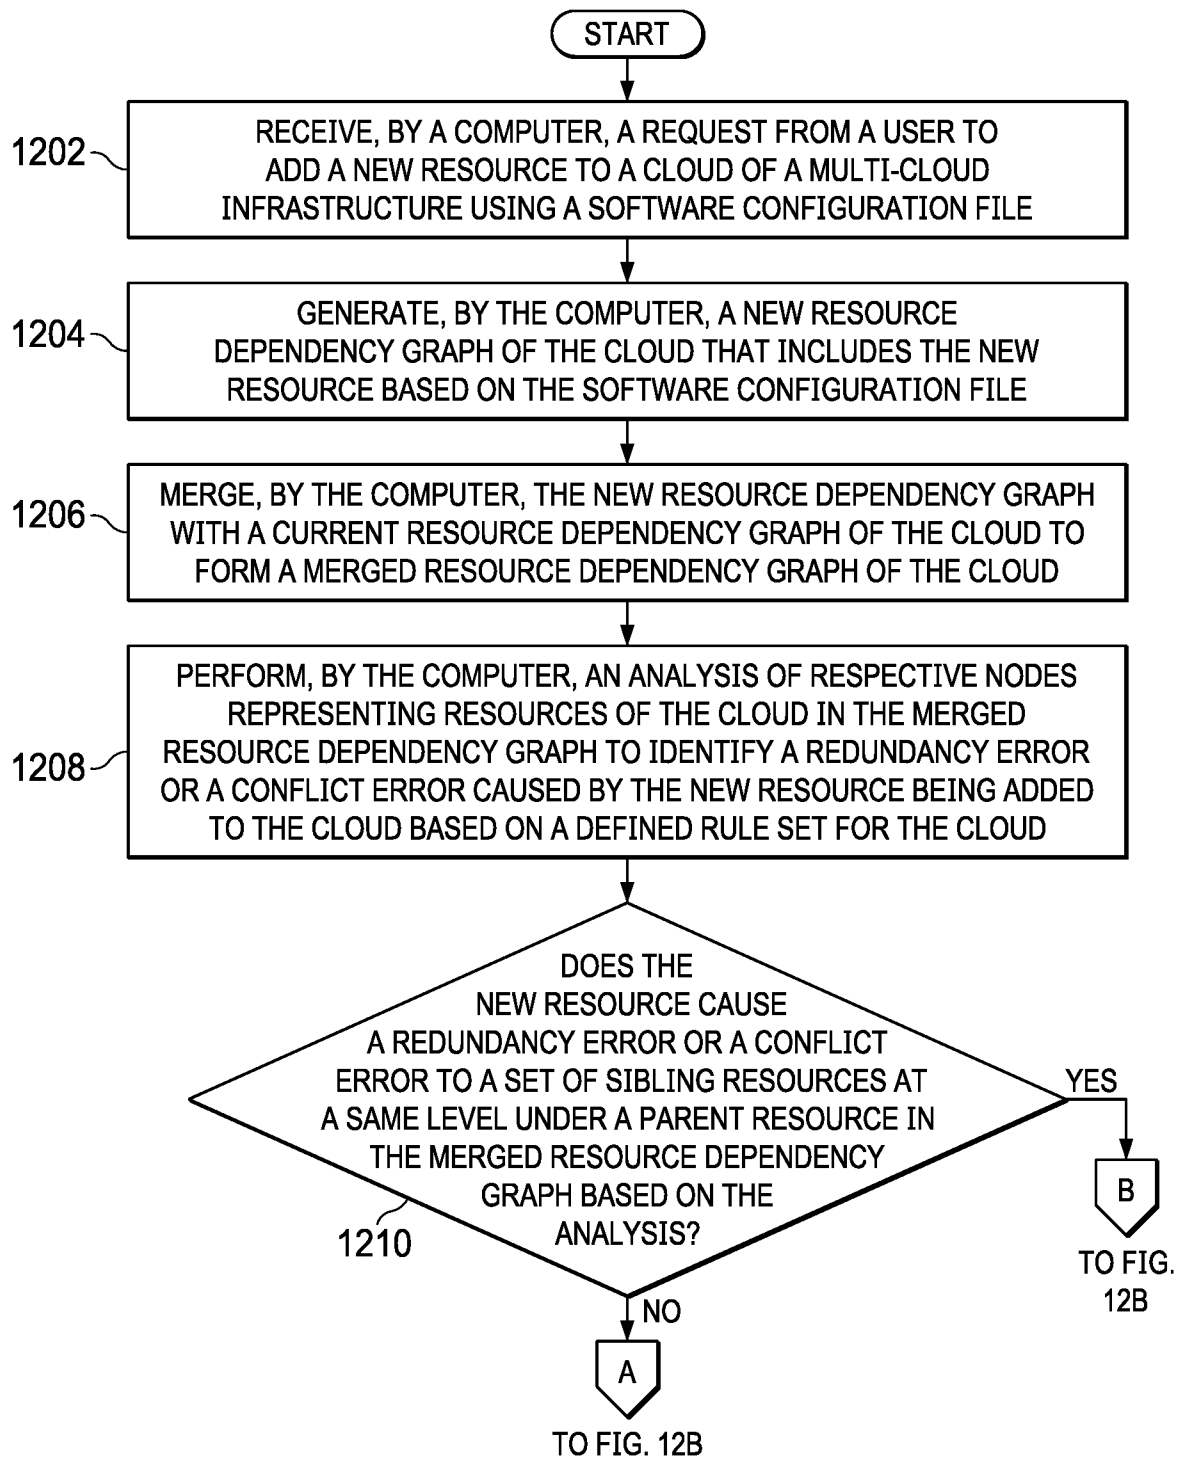 START
1202
RECEIVE, BY A COMPUTER, A REQUEST FROM A USER TO
ADD A NEW RESOURCE TO A CLOUD OF A MULTI-CLOUD
INFRASTRUCTURE USING A SOFTWARE CONFIGURATION FILE
1204
GENERATE, BY THE COMPUTER, A NEW RESOURCE
DEPENDENCY GRAPH OF THE CLOUD THAT INCLUDES THE NEW
RESOURCE BASED ON THE SOFTWARE CONFIGURATION FILE
1206
MERGE, BY THE COMPUTER, THE NEW RESOURCE DEPENDENCY GRAPH
WITH A CURRENT RESOURCE DEPENDENCY GRAPH OF THE CLOUD TO
FORM A MERGED RESOURCE DEPENDENCY GRAPH OF THE CLOUD
1208
PERFORM, BY THE COMPUTER, AN ANALYSIS OF RESPECTIVE NODES
REPRESENTING RESOURCES OF THE CLOUD IN THE MERGED
RESOURCE DEPENDENCY GRAPH TO IDENTIFY A REDUNDANCY ERROR
OR A CONFLICT ERROR CAUSED BY THE NEW RESOURCE BEING ADDED
TO THE CLOUD BASED ON A DEFINED RULE SET FOR THE CLOUD
DOES THE
NEW RESOURCE CAUSE
A REDUNDANCY ERROR OR A CONFLICT
ERROR TO A SET OF SIBLING RESOURCES AT
A SAME LEVEL UNDER A PARENT RESOURCE IN
THE MERGED RESOURCE DEPENDENCY
GRAPH BASED ON THE
ANALYSIS?
1210
YES
B
TO FIG.
12B
NO
A
TO FIG. 12B